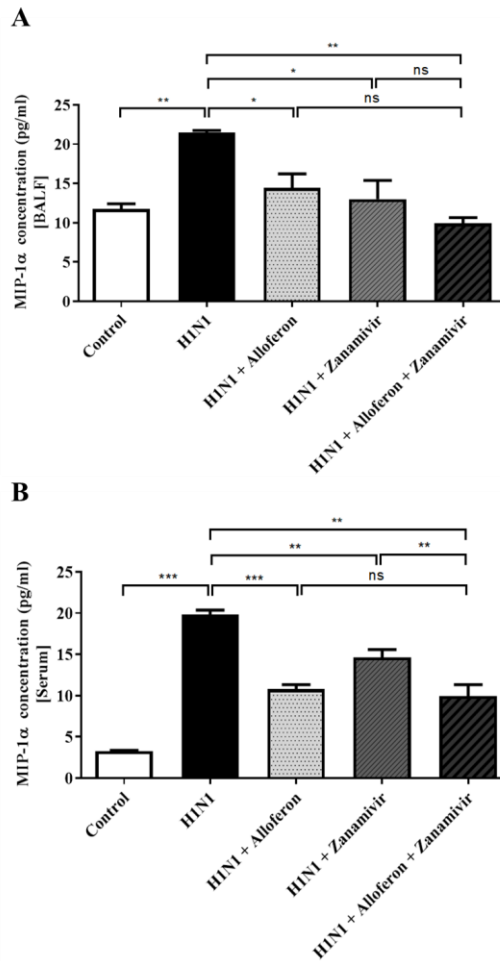 A
**
*
ns
**
*
ns
MIP-1α concentration (pg/ml)
[BALF]
25
20
15
10
5
0
Control
H1N1
H1N1 + Alloferon
H1N1 + Zanamivir
H1N1 + Alloferon + Zanamivir
B
**
**
**
***
***
ns
MIP-1α concentration (pg/ml)
[Serum]
25
20
15
10
5
0
Control
H1N1
H1N1 + Alloferon
H1N1 + Zanamivir
H1N1 + Alloferon + Zanamivir